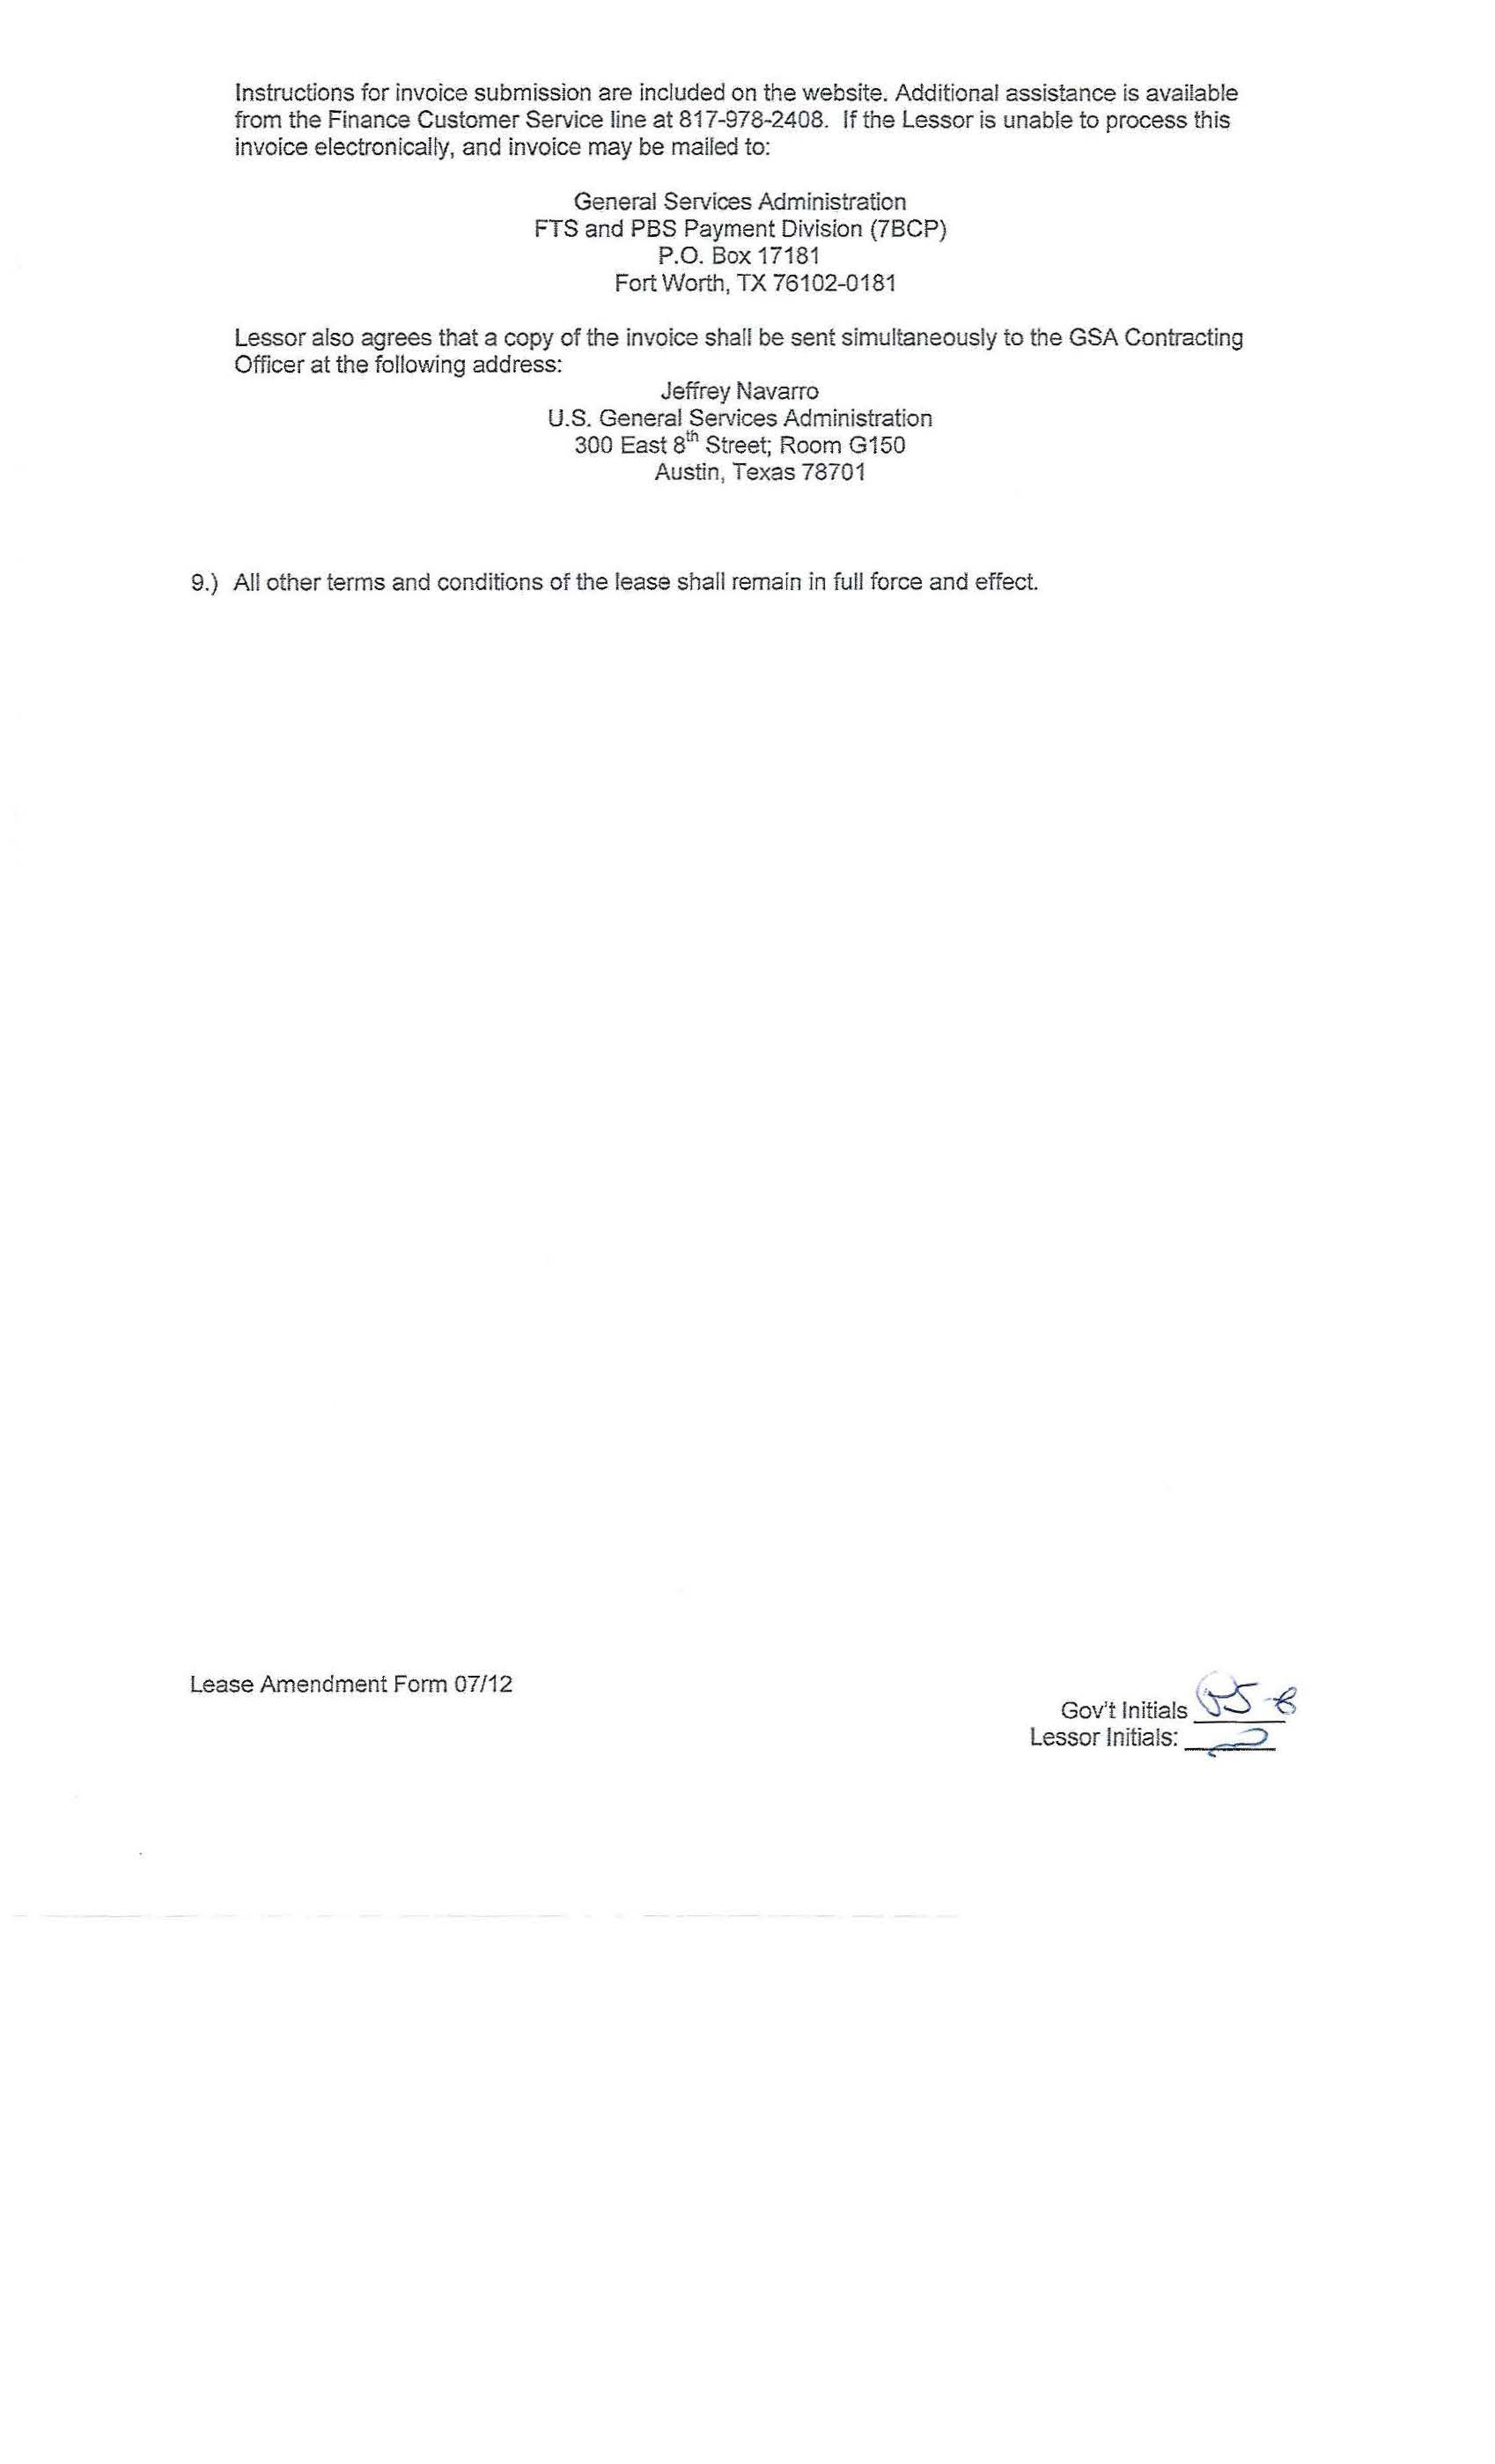 Instructions for invoice submission are included on the website. Additional assistance is available
from the Finance Customer Service line at 817-978-2408. If the Lessor is unable to process this
invoice electronically, and invoice may be mailed to:
General Services Administration
FTS and PBS Payment Division (7BCP)
P.O. Box 17181
Fort Worth, TX 76102-0181
Lessor also agrees that a copy of the invoice shall be sent simultaneously to the GSA Contracting
Officer at the following address:
Jeffrey Navarro
U.S. General Services Administration
300 East 8th Street; Room G150
Austin, Texas 78701
9.) All other terms and conditions of the lease shall remain in full force and effect.
Lease Amendment Form 07/12
Gov't Initials
Lessor Initials: